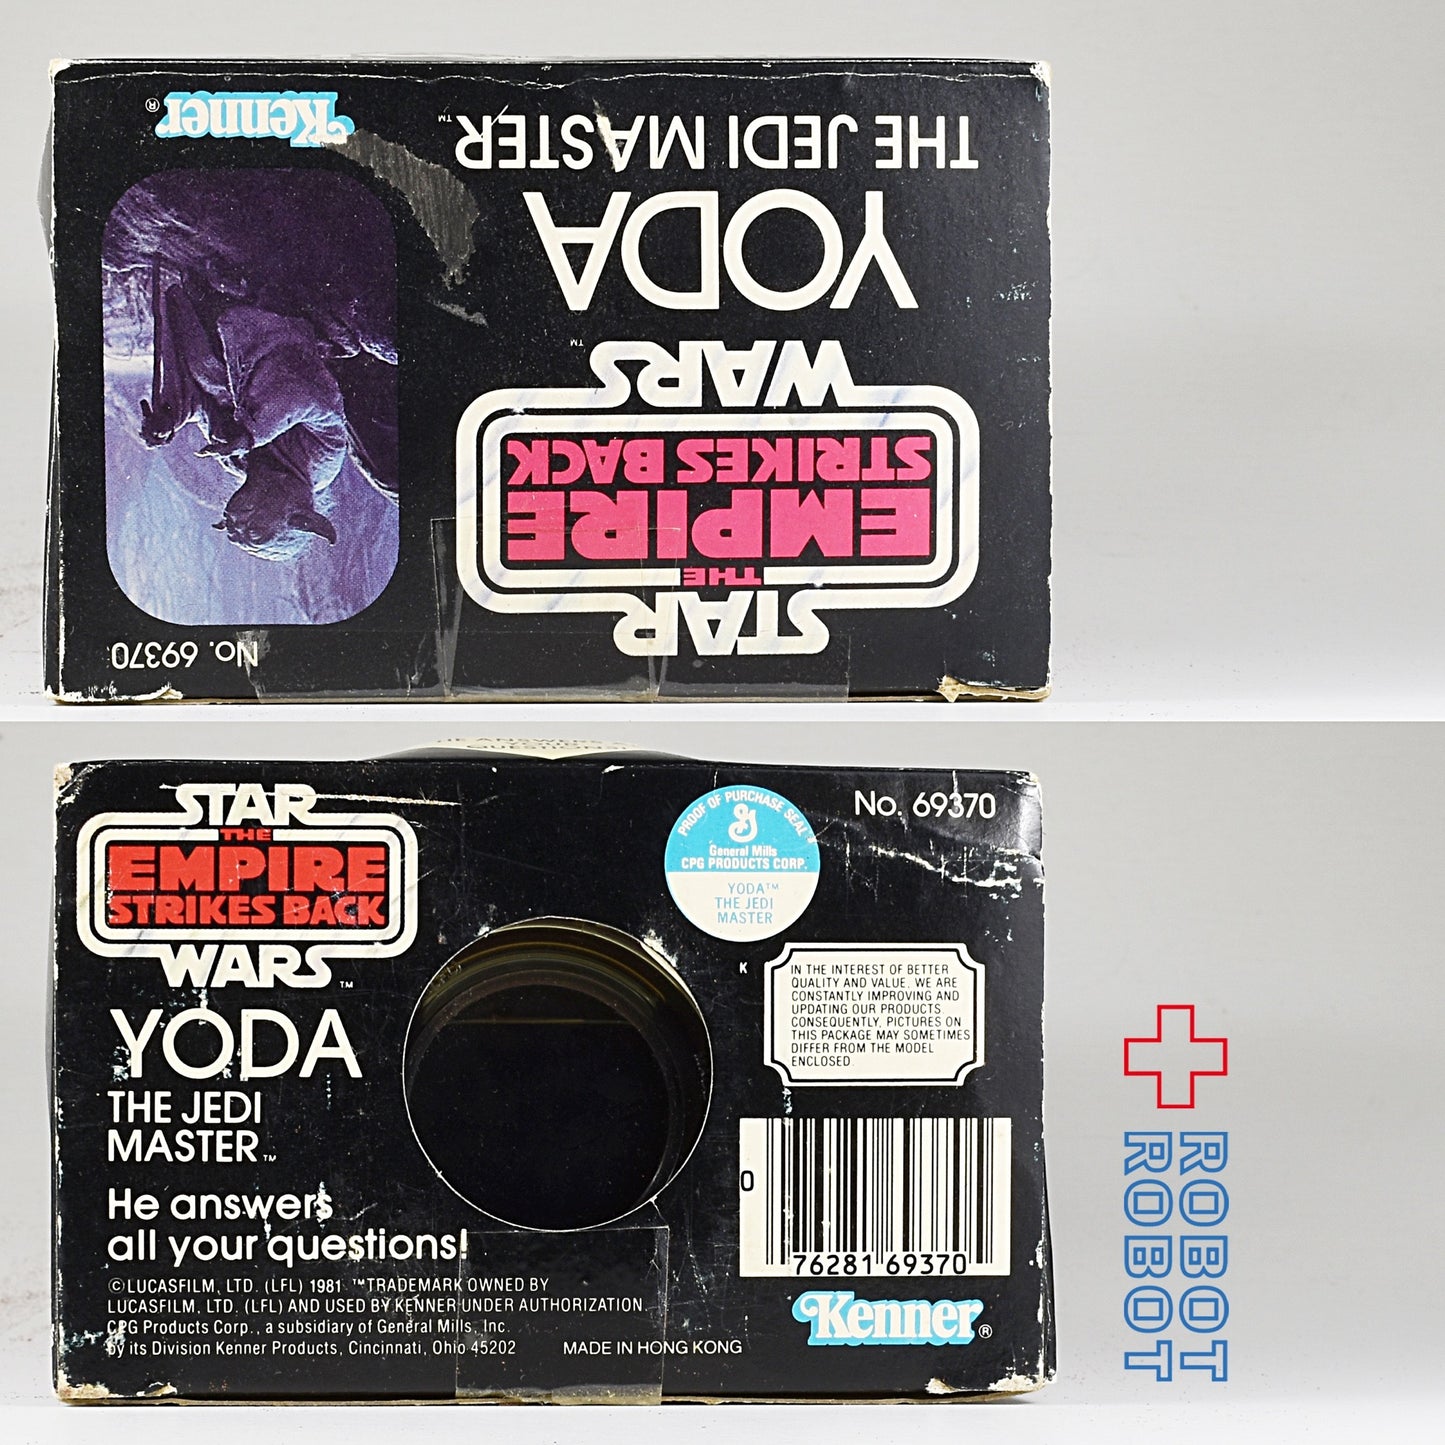 Kenner®
THE JEDI MASTER™
YODA
STAR
THE
EMPIRE
STRIKES BACK
WARS™
No. 69370
STAR
THE
EMPIRE
STRIKES BACK
WARS™
YODA
THE JEDI
MASTER™
He answers
all your questions!
©LUCASFILM, LTD. (LFL) 1981 ™TRADEMARK OWNED BY
LUCASFILM, LTD. (LFL) AND USED BY KENNER UNDER AUTHORIZATION.
CPG Products Corp., a subsidiary of General Mills, Inc.
by its Division Kenner Products, Cincinnati, Ohio 45202
MADE IN HONG KONG
PROOF OF PURCHASE SEAL
G
General Mills
CPG PRODUCTS CORP.
YODA™
THE JEDI
MASTER
No. 69370
K
IN THE INTEREST OF BETTER
QUALITY AND VALUE, WE ARE
CONSTANTLY IMPROVING AND
UPDATING OUR PRODUCTS
CONSEQUENTLY, PICTURES ON
THIS PACKAGE MAY SOMETIMES
DIFFER FROM THE MODEL
ENCLOSED.
0 76281 69370
Kenner®
ROBOT
ROBOT